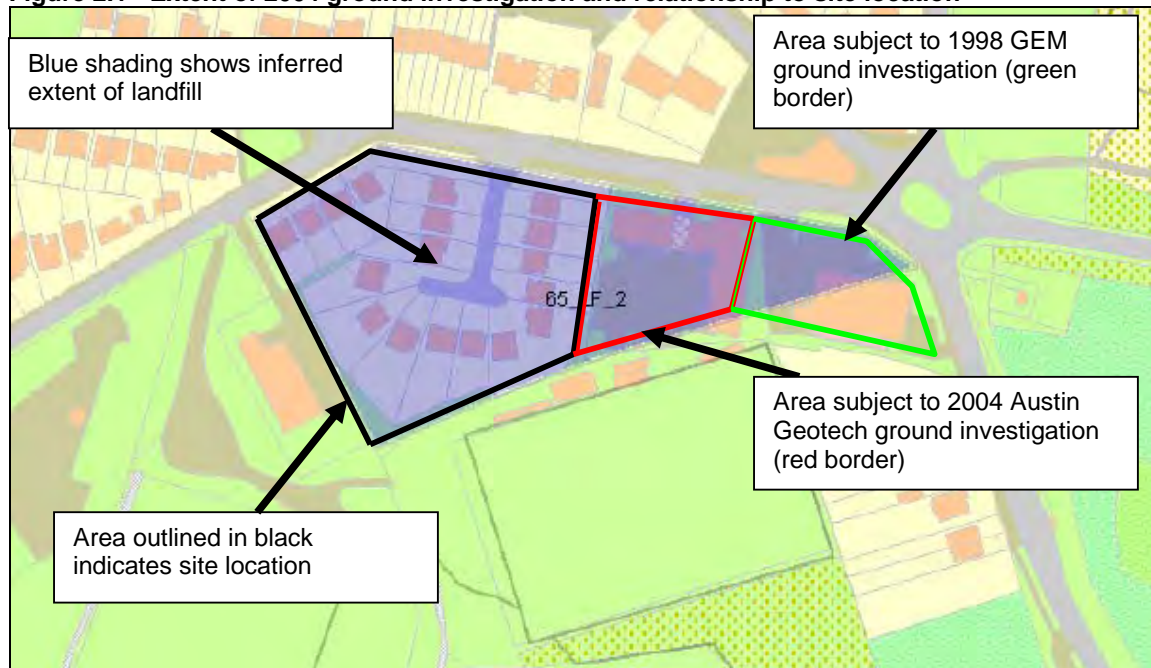 Blue shading shows inferred
extent of landfill
Area subject to 1998 GEM
ground investigation (green
border)
65_LF_2
Area subject to 2004 Austin
Geotech ground investigation
(red border)
Area outlined in black
indicates site location